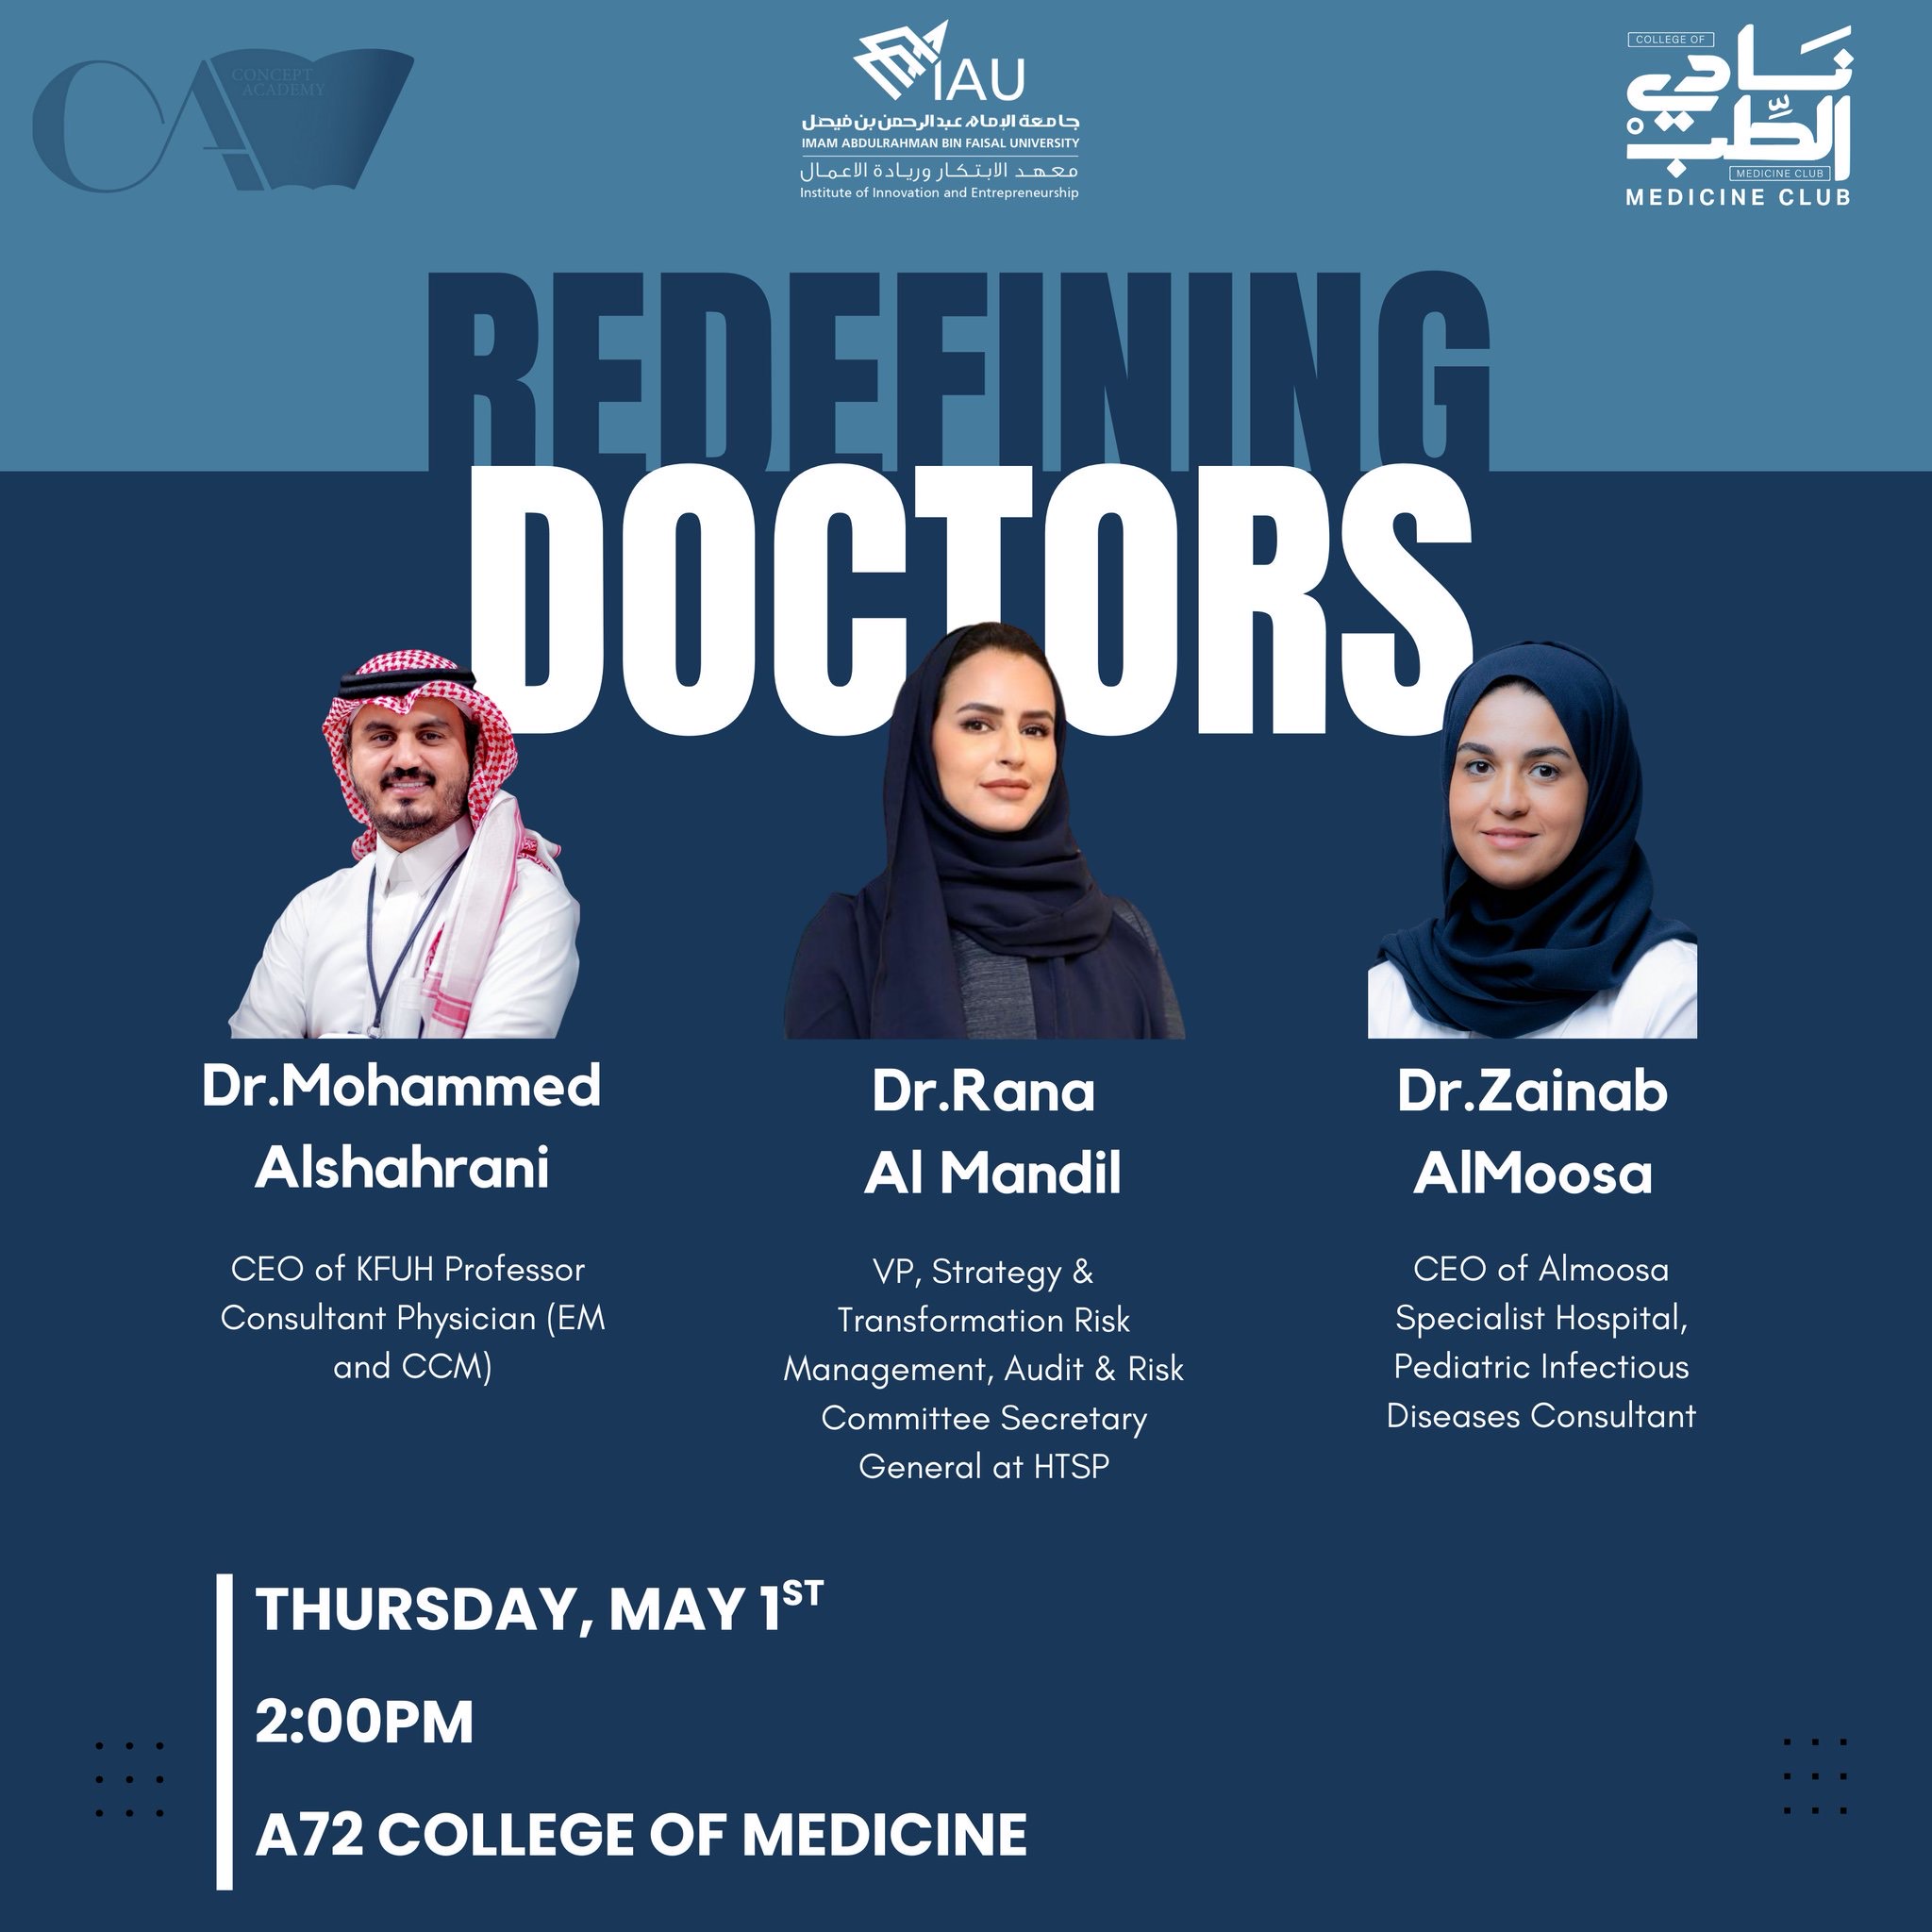 CA
CONCEPT
ACADEMY
IAU
جامعة الإمام عبدالرحمن بن فيصل
IMAM ABDULRAHMAN BIN FAISAL UNIVERSITY
معهد الابتكار وريادة الاعمال
Institute of Innovation and Entrepreneurship
COLLEGE OF
نَادي
الطِّب
MEDICINE CLUB
MEDICINE CLUB
REDEFINING
DOCTORS
Dr.Mohammed
Alshahrani
CEO of KFUH Professor
Consultant Physician (EM
and CCM)
Dr.Rana
Al Mandil
VP, Strategy &
Transformation Risk
Management, Audit & Risk
Committee Secretary
General at HTSP
Dr.Zainab
AlMoosa
CEO of Almoosa
Specialist Hospital,
Pediatric Infectious
Diseases Consultant
THURSDAY, MAY 1ST
2:00PM
A72 COLLEGE OF MEDICINE